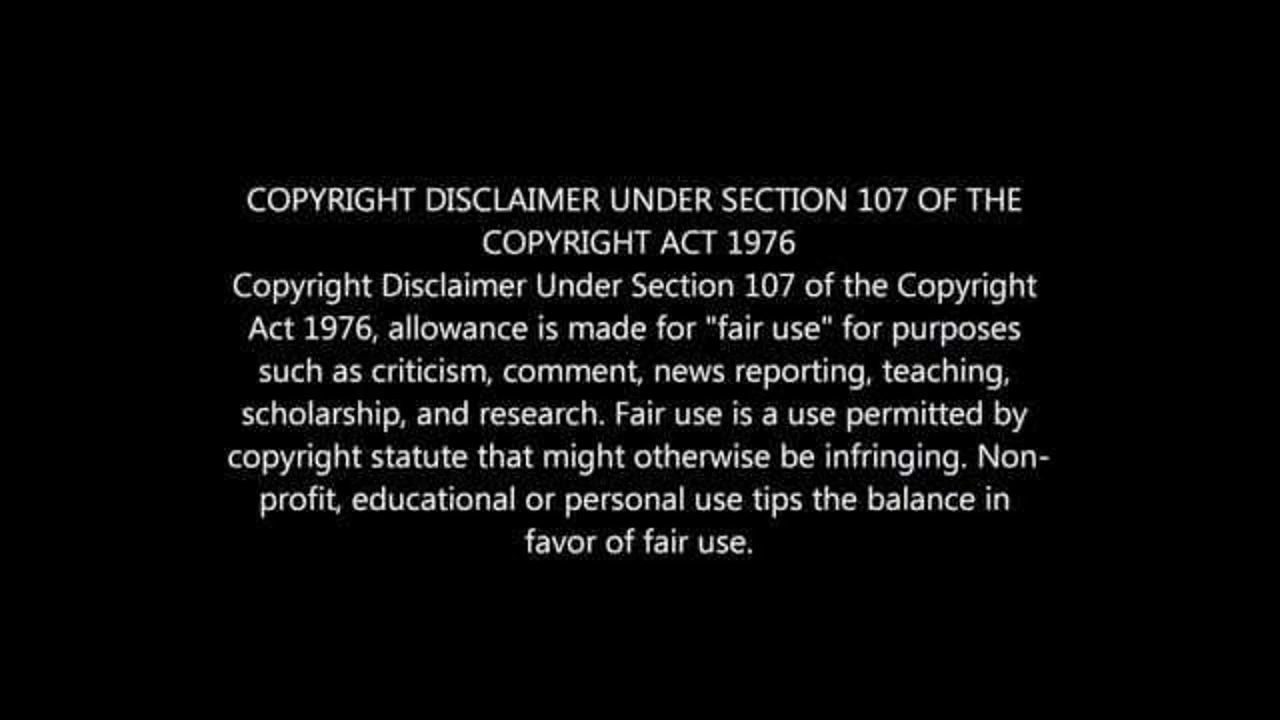 COPYRIGHT DISCLAIMER UNDER SECTION 107 OF THE
COPYRIGHT ACT 1976
Copyright Disclaimer Under Section 107 of the Copyright
Act 1976, allowance is made for "fair use" for purposes
such as criticism, comment, news reporting, teaching,
scholarship, and research. Fair use is a use permitted by
copyright statute that might otherwise be infringing. Non-
profit, educational or personal use tips the balance in
favor of fair use.